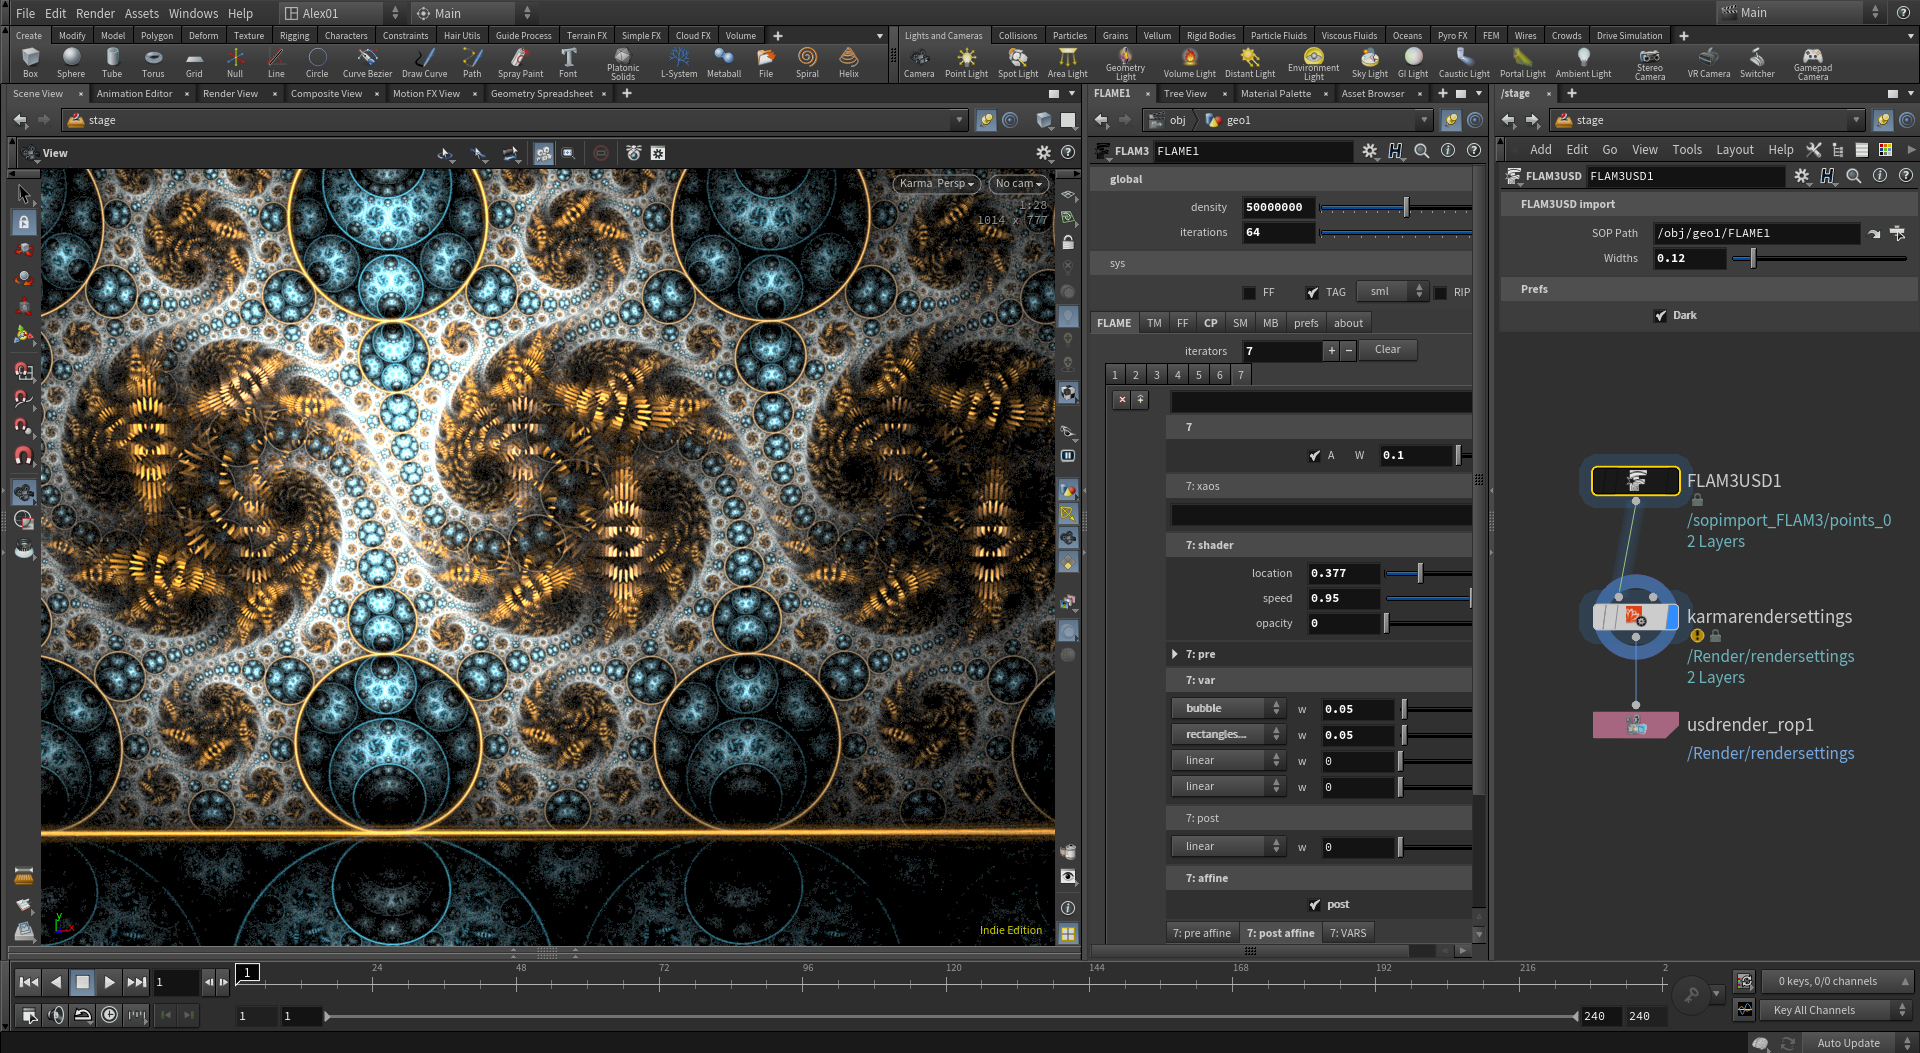 File Edit Render Assets Windows Help Alex01 Main Main
Create Modify Model Polygon Deform Texture Rigging Characters Constraints Hair Utils Guide Process Terrain FX Simple FX Cloud FX Volume
Lights and Cameras Collisions Particles Grains Vellum Rigid Bodies Particle Fluids Viscous Fluids Oceans Pyro FX FEM Wires Crowds Drive Simulation
Box Sphere Tube Torus Grid Null Line Circle Curve Bezier Draw Curve Path Spray Paint Font Platonic Solids L-System Metaball File Spiral Helix
Camera Point Light Spot Light Area Light Geometry Light Volume Light Distant Light Environment Light Sky Light GI Light Caustic Light Portal Light Ambient Light Stereo Camera VR Camera Switcher Gamepad Camera
Scene View Animation Editor Render View Composite View Motion FX View Geometry Spreadsheet
stage
View
Karma Persp No cam
1:28
1014 x 777
Indie Edition
y
FLAME1 Tree View Material Palette Asset Browser
obj geo1
FLAM3 FLAME1
global
density 50000000
iterations 64
sys
FF TAG sml RIP
FLAME TM FF CP SM MB prefs about
iterators 7 + − Clear
1 2 3 4 5 6 7
7
A W 0.1
7: xaos
7: shader
location 0.377
speed 0.95
opacity 0
7: pre
7: var
bubble w 0.05
rectangles... w 0.05
linear w 0
linear w 0
7: post
linear w 0
7: affine
post
7: pre affine 7: post affine 7: VARS
/stage
stage
Add Edit Go View Tools Layout Help
FLAM3USD FLAM3USD1
FLAM3USD import
SOP Path /obj/geo1/FLAME1
Widths 0.12
Prefs
Dark
FLAM3USD1
/sopimport_FLAM3/points_0
2 Layers
karmarendersettings
/Render/rendersettings
2 Layers
usdrender_rop1
/Render/rendersettings
1 1 24 48 72 96 120 144 168 192 216 2
0 keys, 0/0 channels
1 1 240 240
Key All Channels
Auto Update